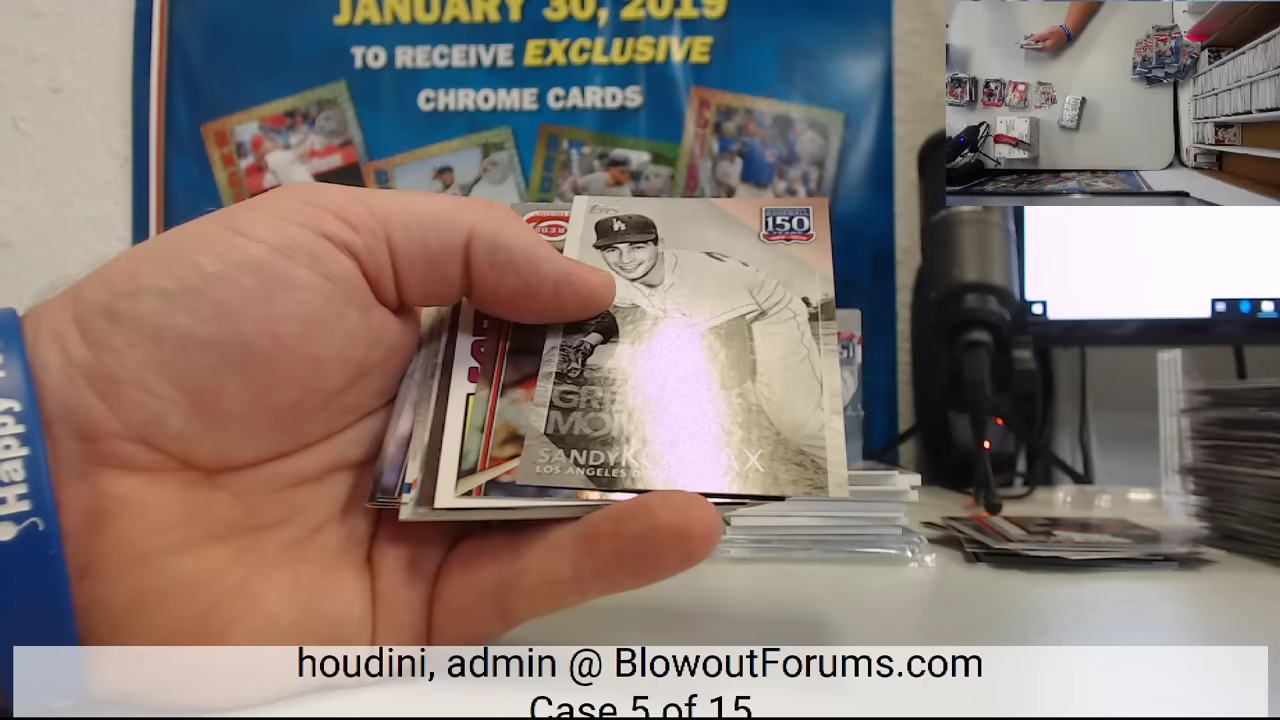 JANUARY 30, 2019
TO RECEIVE EXCLUSIVE
CHROME CARDS
150
SANDY
LOS ANGELES
Happy
houdini, admin @ BlowoutForums.com
Case 5 of 15